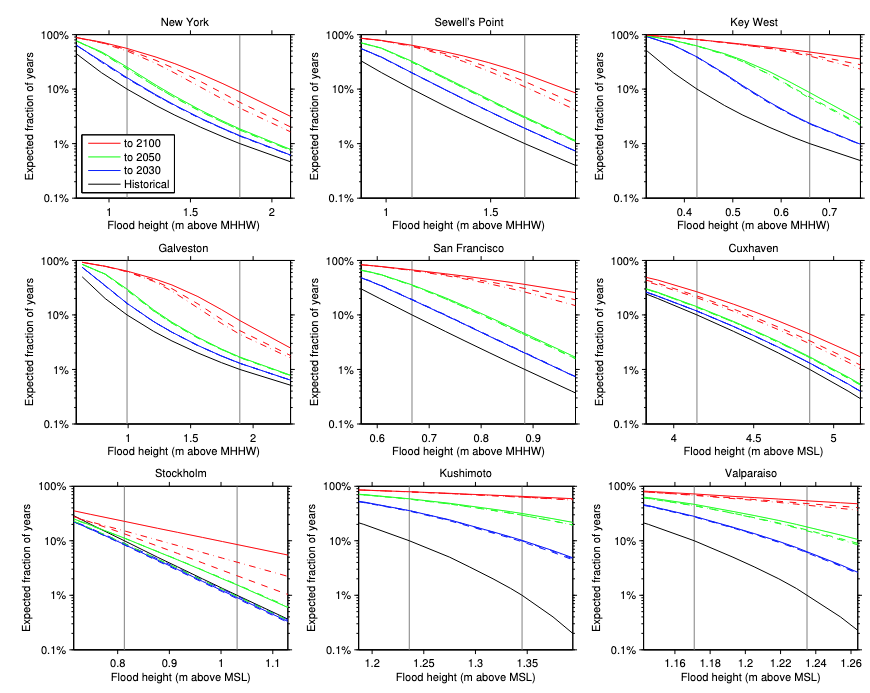 New York
Sewell's Point
Key West
Expected fraction of years
100%
10%
1%
0.1%
to 2100
to 2050
to 2030
Historical
1
1.5
2
Flood height (m above MHHW)
Expected fraction of years
100%
10%
1%
0.1%
1
1.5
Flood height (m above MHHW)
Expected fraction of years
100%
10%
1%
0.1%
0.4
0.5
0.6
0.7
Flood height (m above MHHW)
Galveston
San Francisco
Cuxhaven
Expected fraction of years
100%
10%
1%
0.1%
1
1.5
2
Flood height (m above MHHW)
Expected fraction of years
100%
10%
1%
0.1%
0.6
0.7
0.8
0.9
Flood height (m above MHHW)
Expected fraction of years
100%
10%
1%
0.1%
4
4.5
5
Flood height (m above MSL)
Stockholm
Kushimoto
Valparaiso
Expected fraction of years
100%
10%
1%
0.1%
0.8
0.9
1
1.1
Flood height (m above MSL)
Expected fraction of years
100%
10%
1%
0.1%
1.2
1.25
1.3
1.35
Flood height (m above MSL)
Expected fraction of years
100%
10%
1%
0.1%
1.16
1.18
1.2
1.22
1.24
1.26
Flood height (m above MSL)